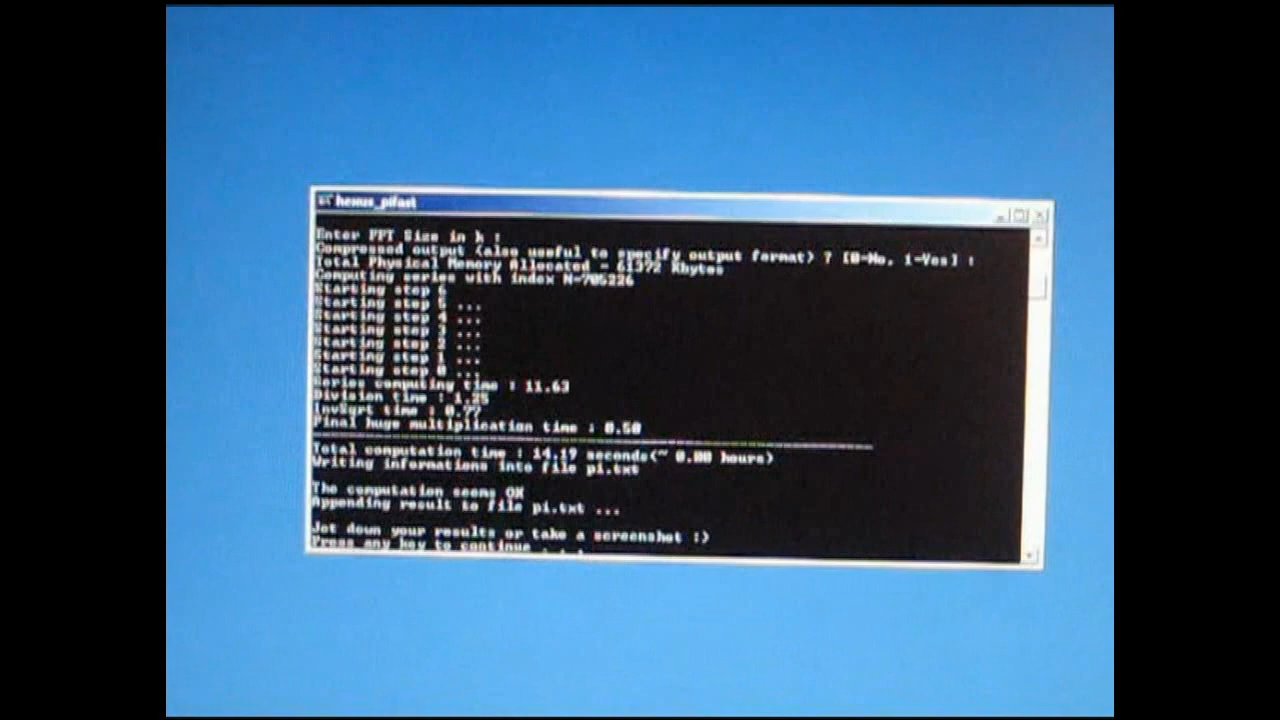 hexus_pifast
Enter FFT Size in k :
Compressed output (also useful to specify output format) ? [0-No, 1-Yes] :
Total Physical Memory Allocated = 61372 Kbytes
Computing series with index N=705226
Starting step 6
Starting step 5 ...
Starting step 4 ...
Starting step 3 ...
Starting step 2 ...
Starting step 1 ...
Starting step 0 ...
Series computing time : 11.63
Division time : 1.25
InvSqrt time : 0.77
Final huge multiplication time : 0.50
Total computation time : 14.19 seconds(~ 0.00 hours)
Writing informations into file pi.txt
The computation seems OK
Appending result to file pi.txt ...
Jot down your results or take a screenshot :)
Press any key to continue . . .